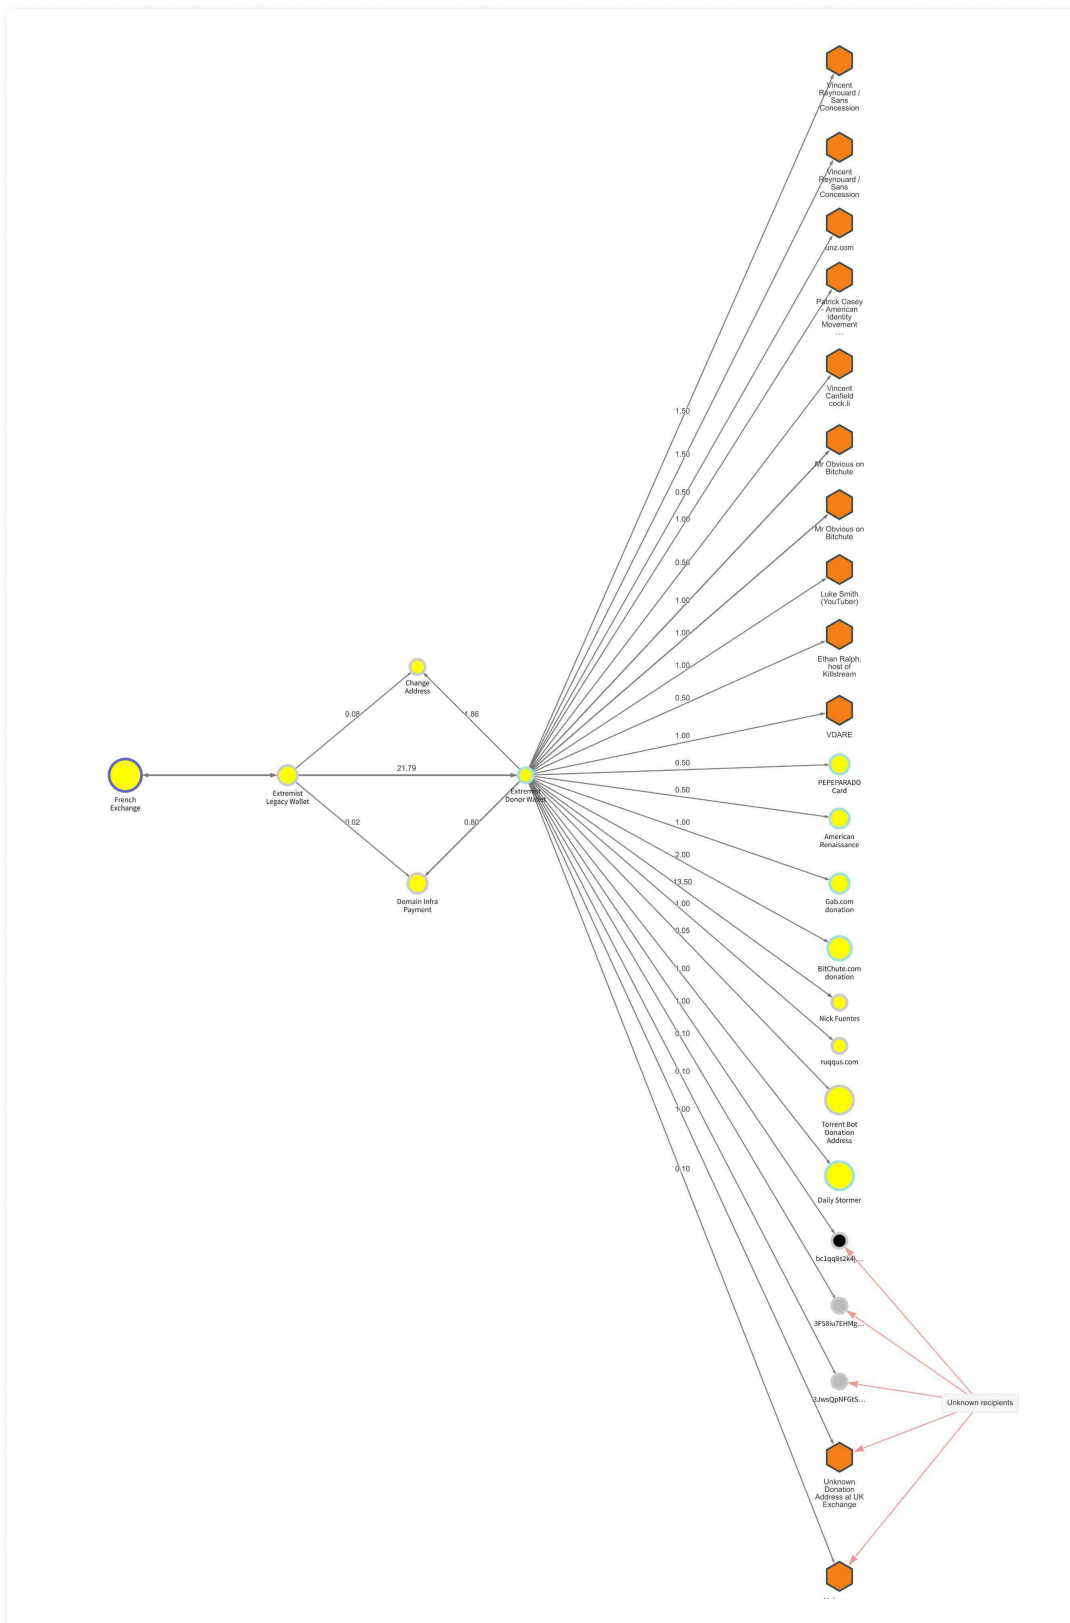 Vincent
Reynouard /
Sans
Concession
Vincent
Reynouard /
Sans
Concession
unz.com
Patrick Casey
- American
Identity
Movement
...
Vincent
Canfield
cock.li
1.50
Mr Obvious on
Bitchute
1.50
0.50
1.00
Mr Obvious on
Bitchute
0.50
Luke Smith
(YouTuber)
1.00
1.00
1.00
Ethan Ralph,
host of
Killstream
0.50
Change
Address
0.08
1.86
1.00
VDARE
21.79
0.50
PEPEPARADO
Card
0.50
French
Exchange
Extremist
Legacy Wallet
Extremist
Donor Wallet
0.02
0.80
1.00
American
Renaissance
2.00
13.50
1.00
Domain Infra
Payment
Gab.com
donation
0.05
1.00
BitChute.com
donation
1.00
Nick Fuentes
0.10
ruqqus.com
0.10
1.00
Torrent Bot
Donation
Address
0.10
Daily Stormer
bc1qq8s2k4j...
3F58iu7EHMg...
3JwsQpNFGtS...
Unknown recipients
Unknown
Donation
Address at UK
Exchange